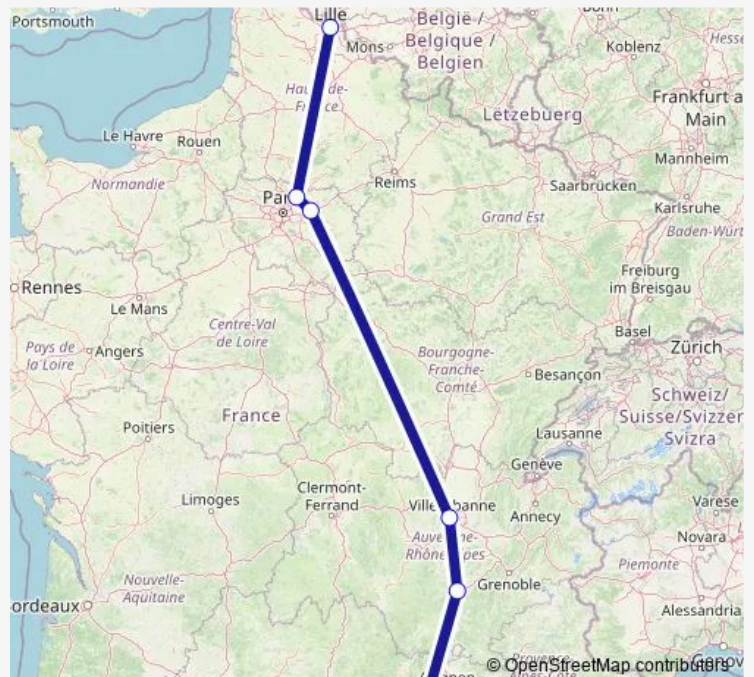 Lille
Portsmouth
België /
Belgique /
Belgien
Mons
Koblenz
Frankfurt a
Main
Lëtzebuerg
Le Havre
Rouen
Mannheim
Reims
Saarbrücken
Normandie
Karlsruhe
Grand Est
Baden-Würt
Freiburg
im Breisgau
Rennes
Le Mans
Centre-Val
de Loire
Basel
Zürich
Pays de
la Loire
Angers
Bourgogne-
Franche-
Comté
Besançon
Schweiz/
Suisse/Svizzer
Svizra
France
Poitiers
Lausanne
Genève
Clermont-
Ferrand
Limoges
Annecy
Varese
Novara
Piemonte
Nouvelle-
Aquitaine
Grenoble
ordeaux
Alessandria
© OpenStreetMap contributors